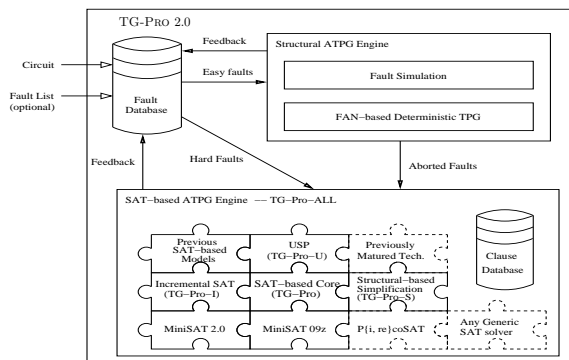 TG-PRO 2.0
Feedback
Structural ATPG Engine
Circuit
Fault Simulation
Easy faults
Fault List
(optional)
Fault
Database
FAN-based Deterministic TPG
Feedback
Hard Faults
Aborted Faults
SAT-based ATPG Engine — TG-Pro-ALL
Previous
SAT-based
Models
USP
(TG-Pro-U)
Previously
Matured Tech.
Clause
Database
Incremental SAT
(TG-Pro-I)
SAT-based Core
(TG-Pro)
Structural-based
Simplification
(TG-Pro-S)
MiniSAT 2.0
MiniSAT 09z
P{i, re}coSAT
Any Generic
SAT solver